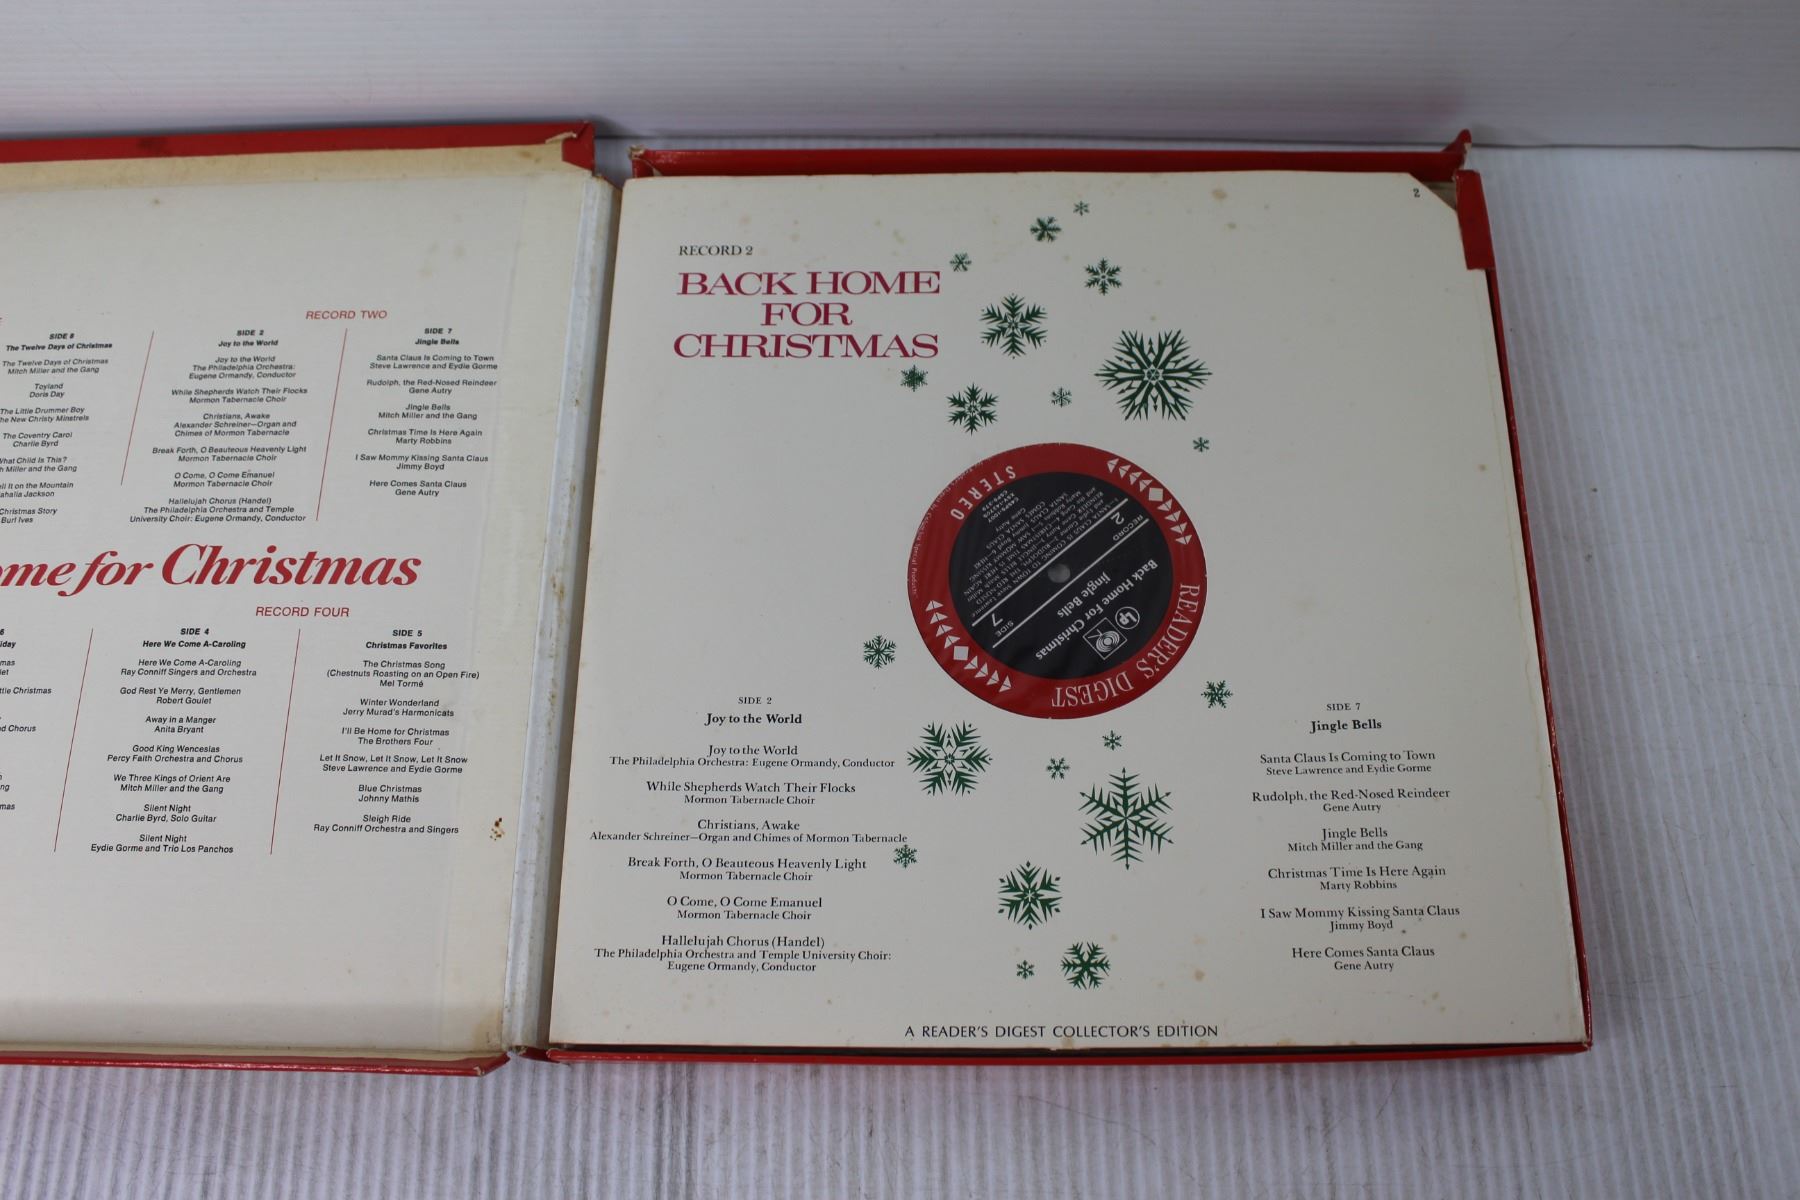 SIDE 8
The Twelve Days of Christmas
The Twelve Days of Christmas
Mitch Miller and the Gang
Toyland
Doris Day
The Little Drummer Boy
The New Christy Minstrels
The Coventry Carol
Charlie Byrd
What Child Is This?
Miller and the Gang
It on the Mountain
Mahalia Jackson
Christmas Story
Burl Ives
RECORD TWO
SIDE 2
Joy to the World
Joy to the World
The Philadelphia Orchestra:
Eugene Ormandy, Conductor
While Shepherds Watch Their Flocks
Mormon Tabernacle Choir
Christians, Awake
Alexander Schreiner—Organ and
Chimes of Mormon Tabernacle
Break Forth, O Beauteous Heavenly Light
Mormon Tabernacle Choir
O Come, O Come Emanuel
Mormon Tabernacle Choir
Hallelujah Chorus (Handel)
The Philadelphia Orchestra and Temple
University Choir: Eugene Ormandy, Conductor
SIDE 7
Jingle Bells
Santa Claus Is Coming to Town
Steve Lawrence and Eydie Gorme
Rudolph, the Red-Nosed Reindeer
Gene Autry
Jingle Bells
Mitch Miller and the Gang
Christmas Time Is Here Again
Marty Robbins
I Saw Mommy Kissing Santa Claus
Jimmy Boyd
Here Comes Santa Claus
Gene Autry
ome for Christmas
RECORD FOUR
SIDE 4
Here We Come A-Caroling
Here We Come A-Caroling
Ray Conniff Singers and Orchestra
God Rest Ye Merry, Gentlemen
Robert Goulet
Away in a Manger
Anita Bryant
Good King Wenceslas
Percy Faith Orchestra and Chorus
We Three Kings of Orient Are
Mitch Miller and the Gang
Silent Night
Charlie Byrd, Solo Guitar
Silent Night
Eydie Gorme and Trio Los Panchos
SIDE 5
Christmas Favorites
The Christmas Song
(Chestnuts Roasting on an Open Fire)
Mel Tormé
Winter Wonderland
Jerry Murad's Harmonicats
I'll Be Home for Christmas
The Brothers Four
Let It Snow, Let It Snow, Let It Snow
Steve Lawrence and Eydie Gorme
Blue Christmas
Johnny Mathis
Sleigh Ride
Ray Conniff Orchestra and Singers
2
RECORD 2
BACK HOME
FOR
CHRISTMAS
READER'S DIGEST
STEREO
Lp
Back Home For Christmas
Jingle Bells
RECORD
2
SIDE
7
SIDE 2
Joy to the World
Joy to the World
The Philadelphia Orchestra: Eugene Ormandy, Conductor
While Shepherds Watch Their Flocks
Mormon Tabernacle Choir
Christians, Awake
Alexander Schreiner—Organ and Chimes of Mormon Tabernacle
Break Forth, O Beauteous Heavenly Light
Mormon Tabernacle Choir
O Come, O Come Emanuel
Mormon Tabernacle Choir
Hallelujah Chorus (Handel)
The Philadelphia Orchestra and Temple University Choir:
Eugene Ormandy, Conductor
SIDE 7
Jingle Bells
Santa Claus Is Coming to Town
Steve Lawrence and Eydie Gorme
Rudolph, the Red-Nosed Reindeer
Gene Autry
Jingle Bells
Mitch Miller and the Gang
Christmas Time Is Here Again
Marty Robbins
I Saw Mommy Kissing Santa Claus
Jimmy Boyd
Here Comes Santa Claus
Gene Autry
A READER'S DIGEST COLLECTOR'S EDITION